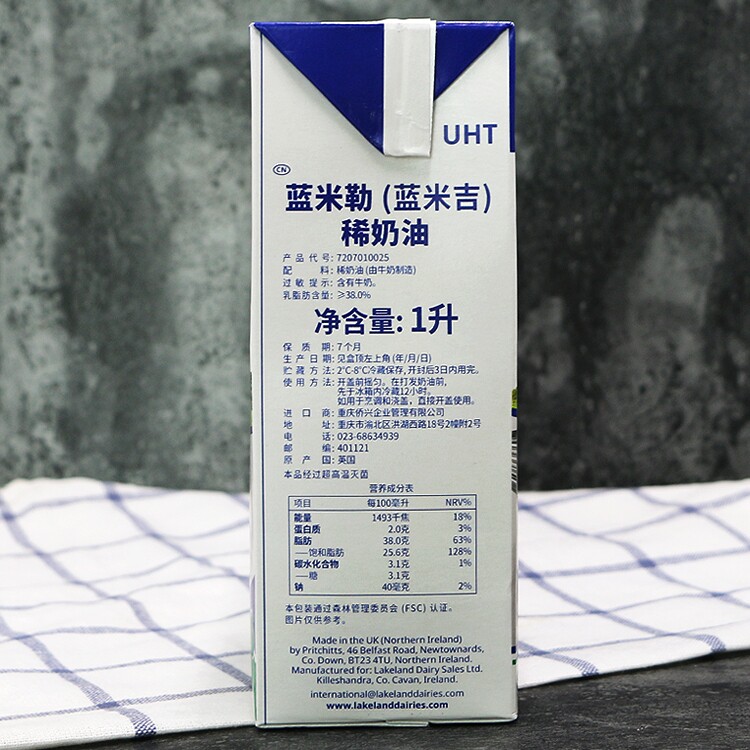 UHT
CN
蓝米勒 (蓝米吉)
稀奶油
产品代号: 7207010025
配料: 稀奶油 (由牛奶制造)
过敏提示: 含有牛奶。
乳脂肪含量: ≥38.0%
净含量: 1升
保质期: 7个月
生产日期: 见盒顶左上角 (年/月/日)
贮藏方法: 2°C-8°C冷藏保存, 开封后3日内用完。
使用方法: 开盖前摇匀。在打发奶油前,
先于冰箱内冷藏12小时。
如用于烹调和浇盖, 直接开盖使用。
进口商: 重庆侨兴企业管理有限公司
地址: 重庆市渝北区洪湖西路18号2幢附2号
电话: 023-68634939
邮编: 401121
原产国: 英国
本品经过超高温灭菌
营养成分表
项目 每100毫升 NRV%
能量 1493千焦 18%
蛋白质 2.0克 3%
脂肪 38.0克 63%
—饱和脂肪 25.6克 128%
碳水化合物 3.1克 1%
—糖 3.1克
钠 40毫克 2%
本包装通过森林管理委员会 (FSC) 认证。
图片仅供参考。
Made in the UK (Northern Ireland)
by Pritchitts, 46 Belfast Road, Newtownards,
Co. Down, BT23 4TU, Northern Ireland.
Manufactured for: Lakeland Dairy Sales Ltd.
Killeshandra, Co. Cavan, Ireland.
international@lakelanddairies.com
www.lakelanddairies.com